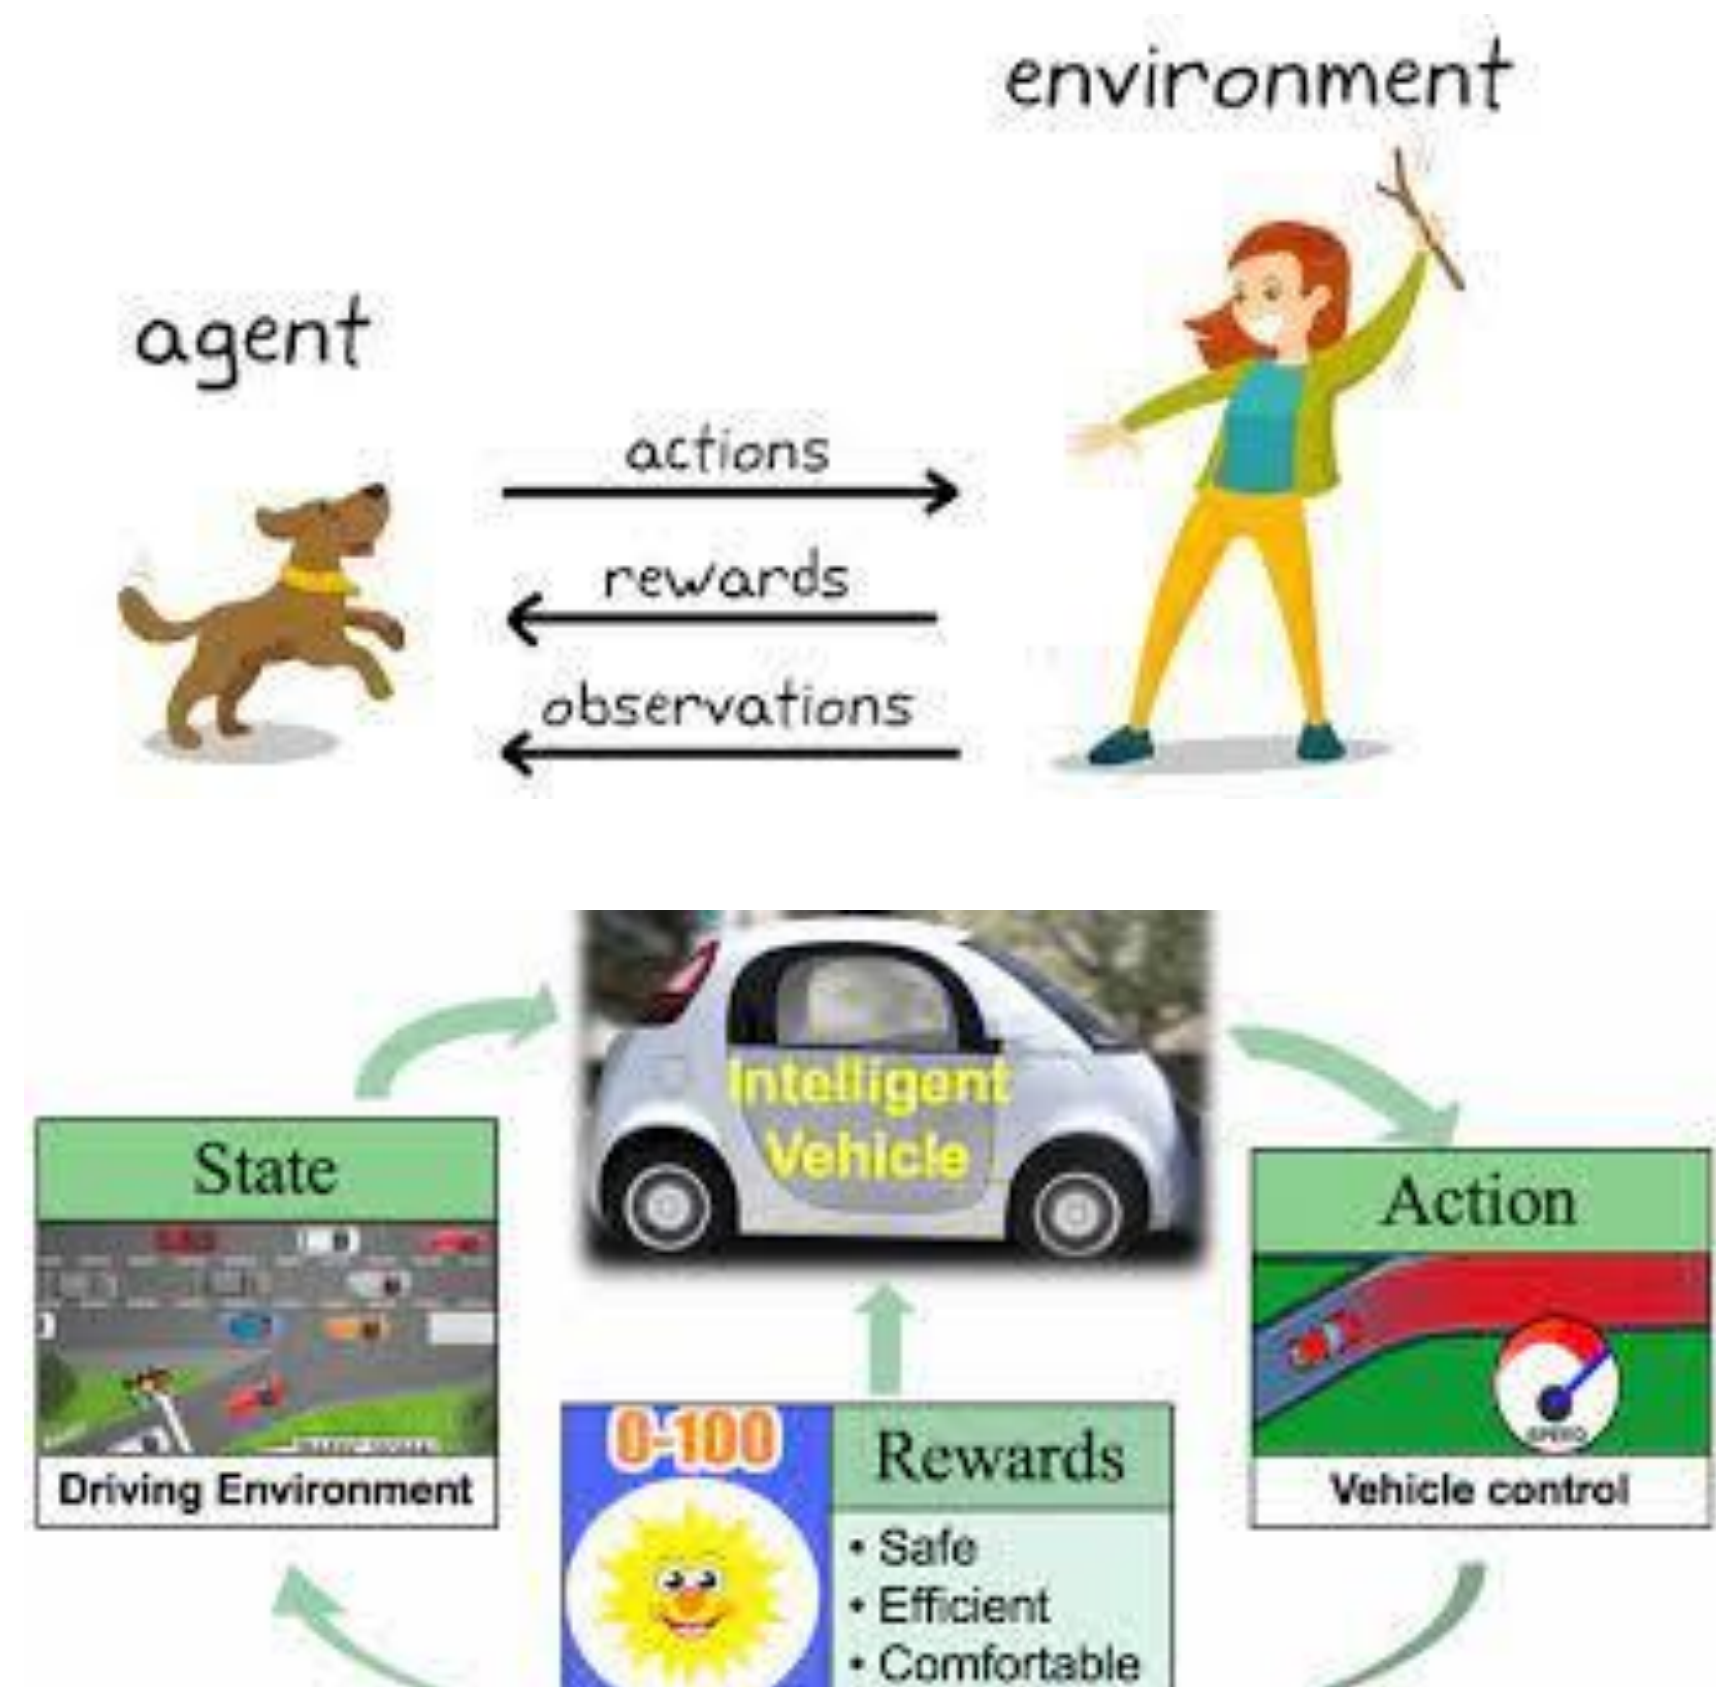 environment
agent
actions
rewards
observations
Intelligent
Vehicle
State
Driving Environment
Action
SPEED
Vehicle control
0-100
Rewards
• Safe
• Efficient
• Comfortable